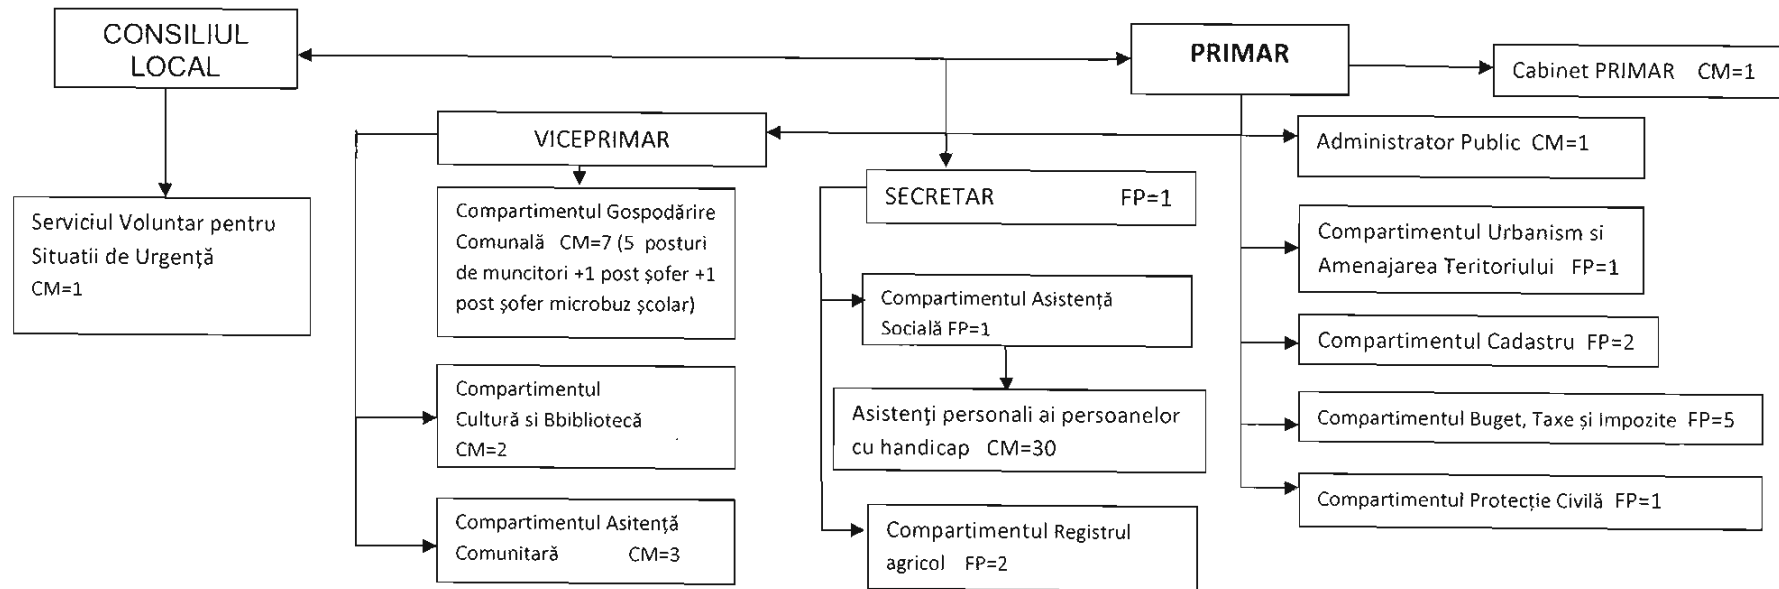 CONSILIUL
LOCAL
PRIMAR
Cabinet PRIMAR CM=1
VICEPRIMAR
Administrator Public CM=1
Serviciul Voluntar pentru
Situatii de Urgență
CM=1
Compartimentul Gospodărire
Comunală CM=7 (5 posturi
de muncitori +1 post șofer +1
post șofer microbuz școlar)
SECRETAR FP=1
Compartimentul Urbanism si
Amenajarea Teritoriului FP=1
Compartimentul Asistență
Socială FP=1
Compartimentul Cadastru FP=2
Compartimentul
Cultură si Bbibliotecă
CM=2
Asistenți personali ai persoanelor
cu handicap CM=30
Compartimentul Buget, Taxe și Impozite FP=5
Compartimentul Protecție Civilă FP=1
Compartimentul Asitență
Comunitară CM=3
Compartimentul Registrul
agricol FP=2